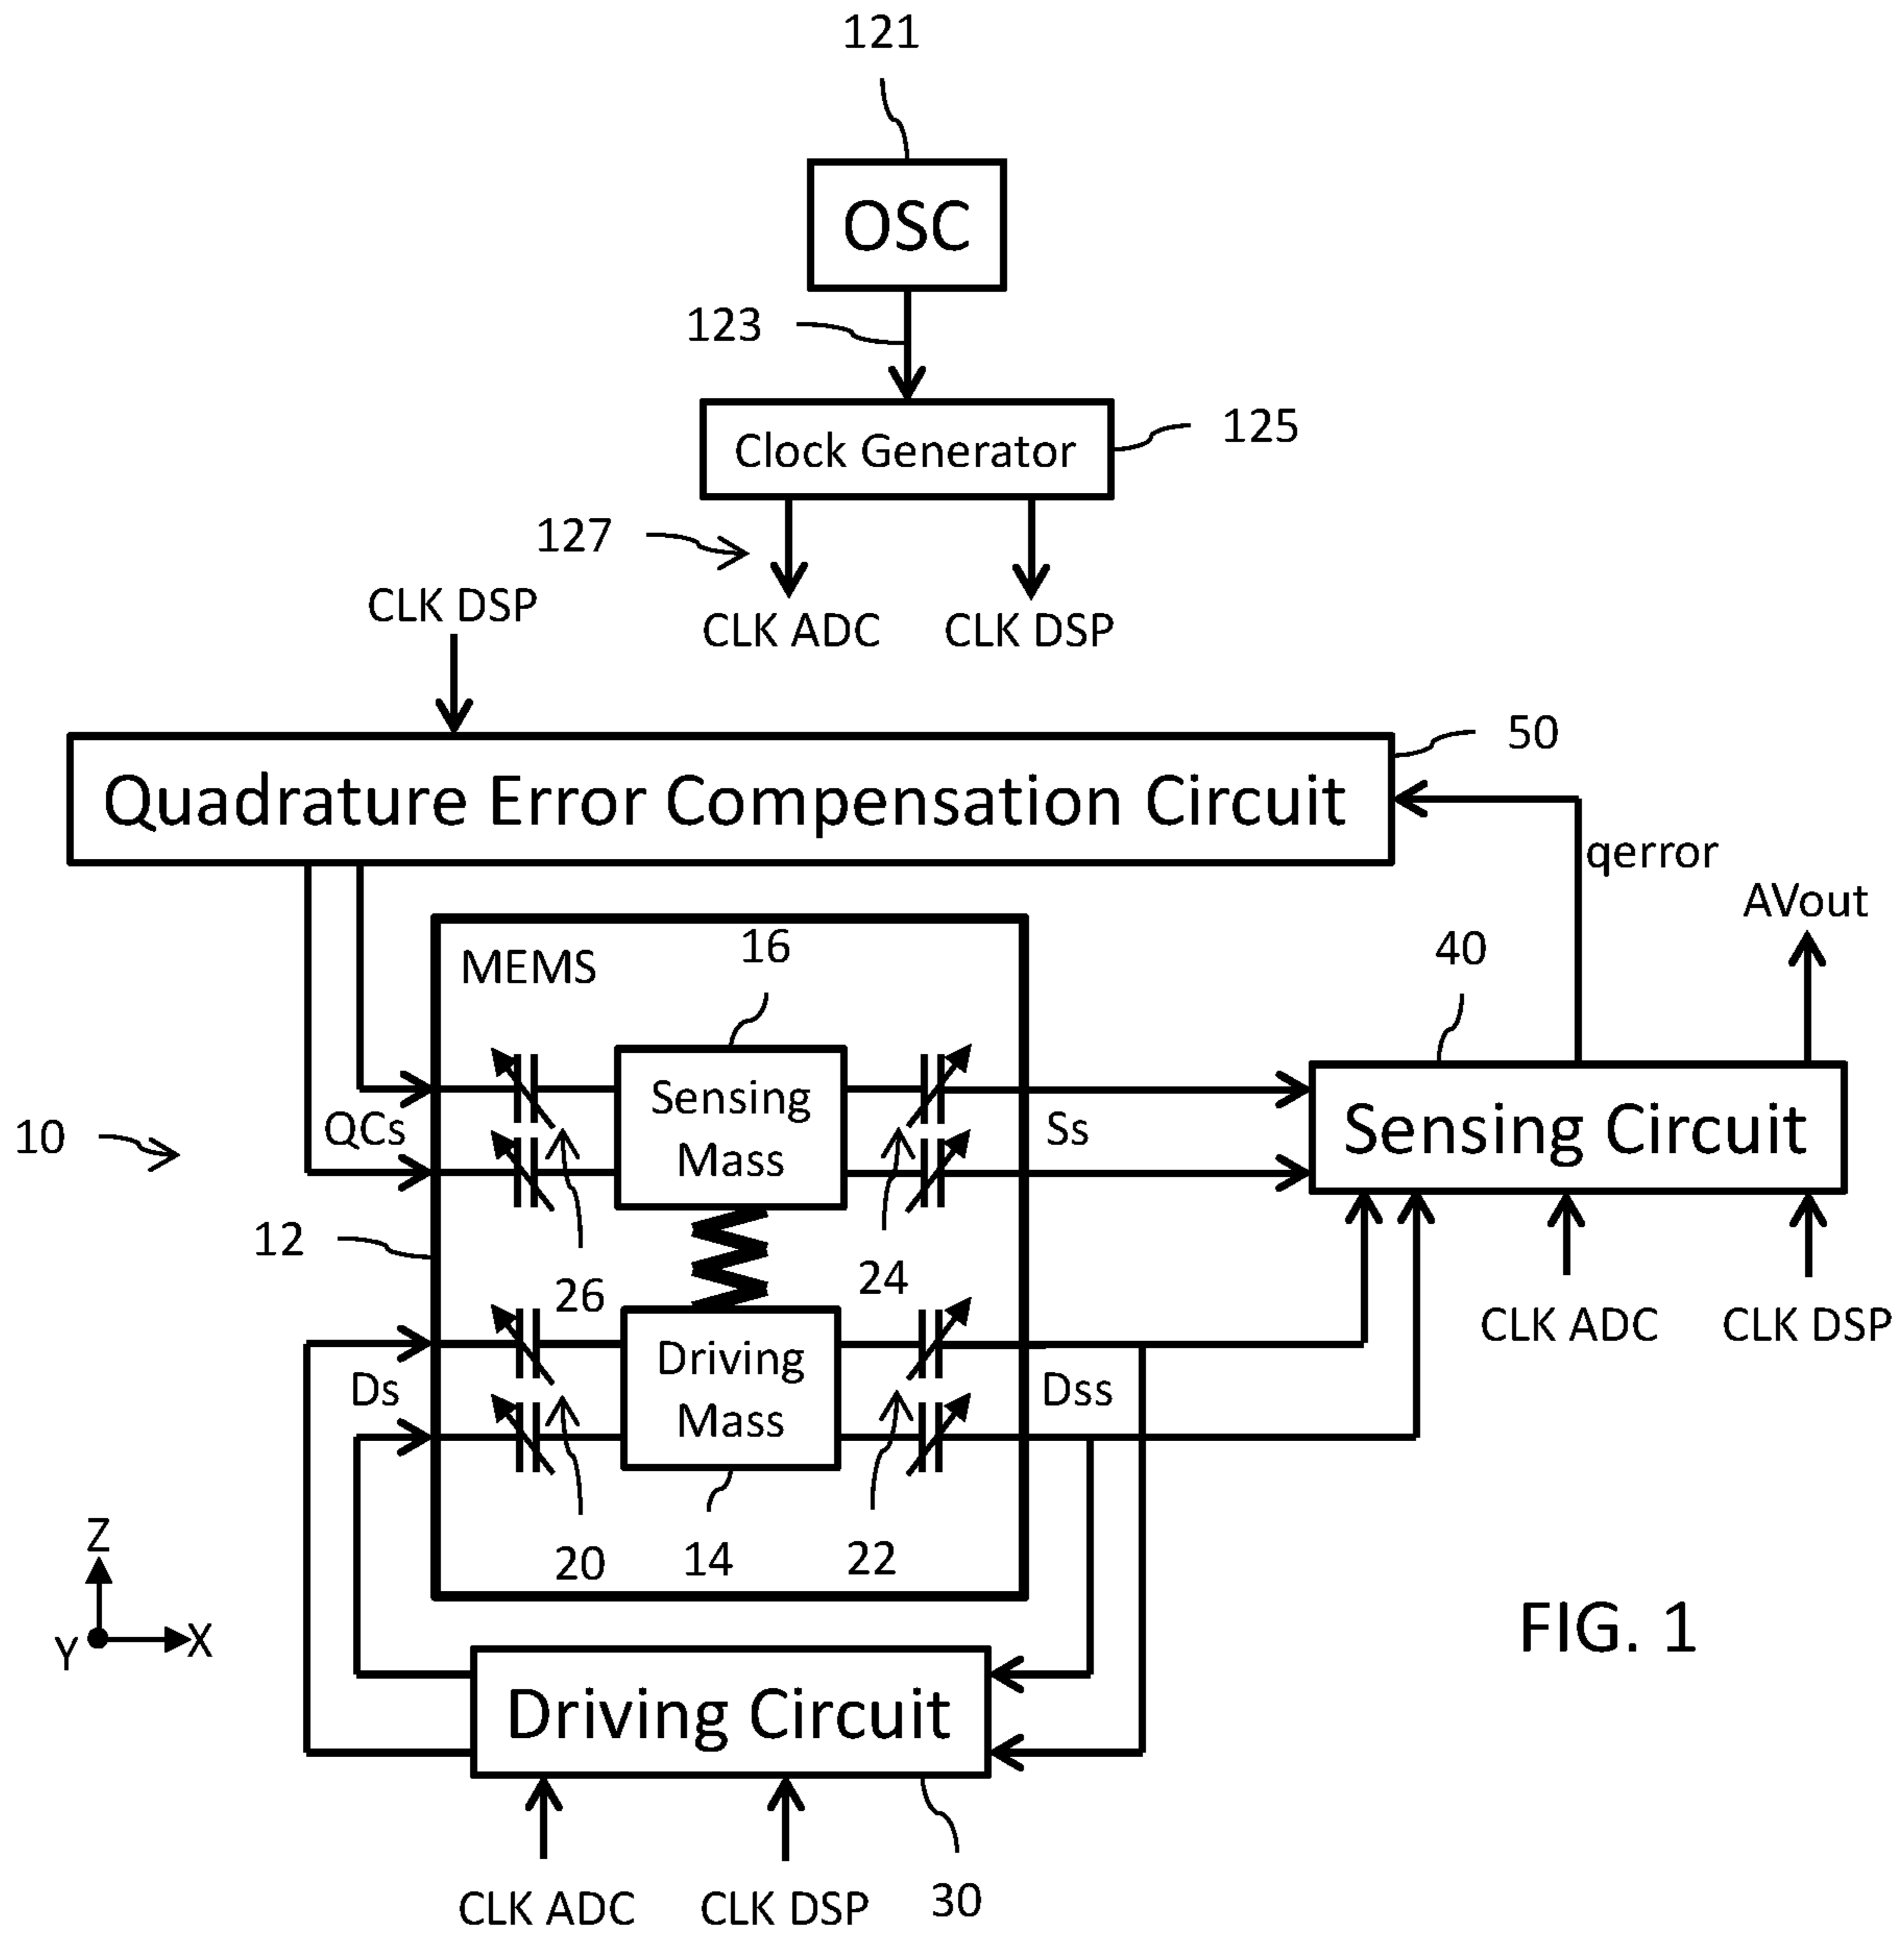 121
OSC
123
Clock Generator
125
127
CLK DSP
CLK ADC
CLK DSP
50
Quadrature Error Compensation Circuit
qerror
AVout
MEMS
16
40
Sensing
Mass
QCs
Ss
Sensing Circuit
10
12
26
24
CLK ADC
CLK DSP
Driving
Mass
Ds
Dss
20
14
22
Z
Y
X
FIG. 1
Driving Circuit
CLK ADC
CLK DSP
30